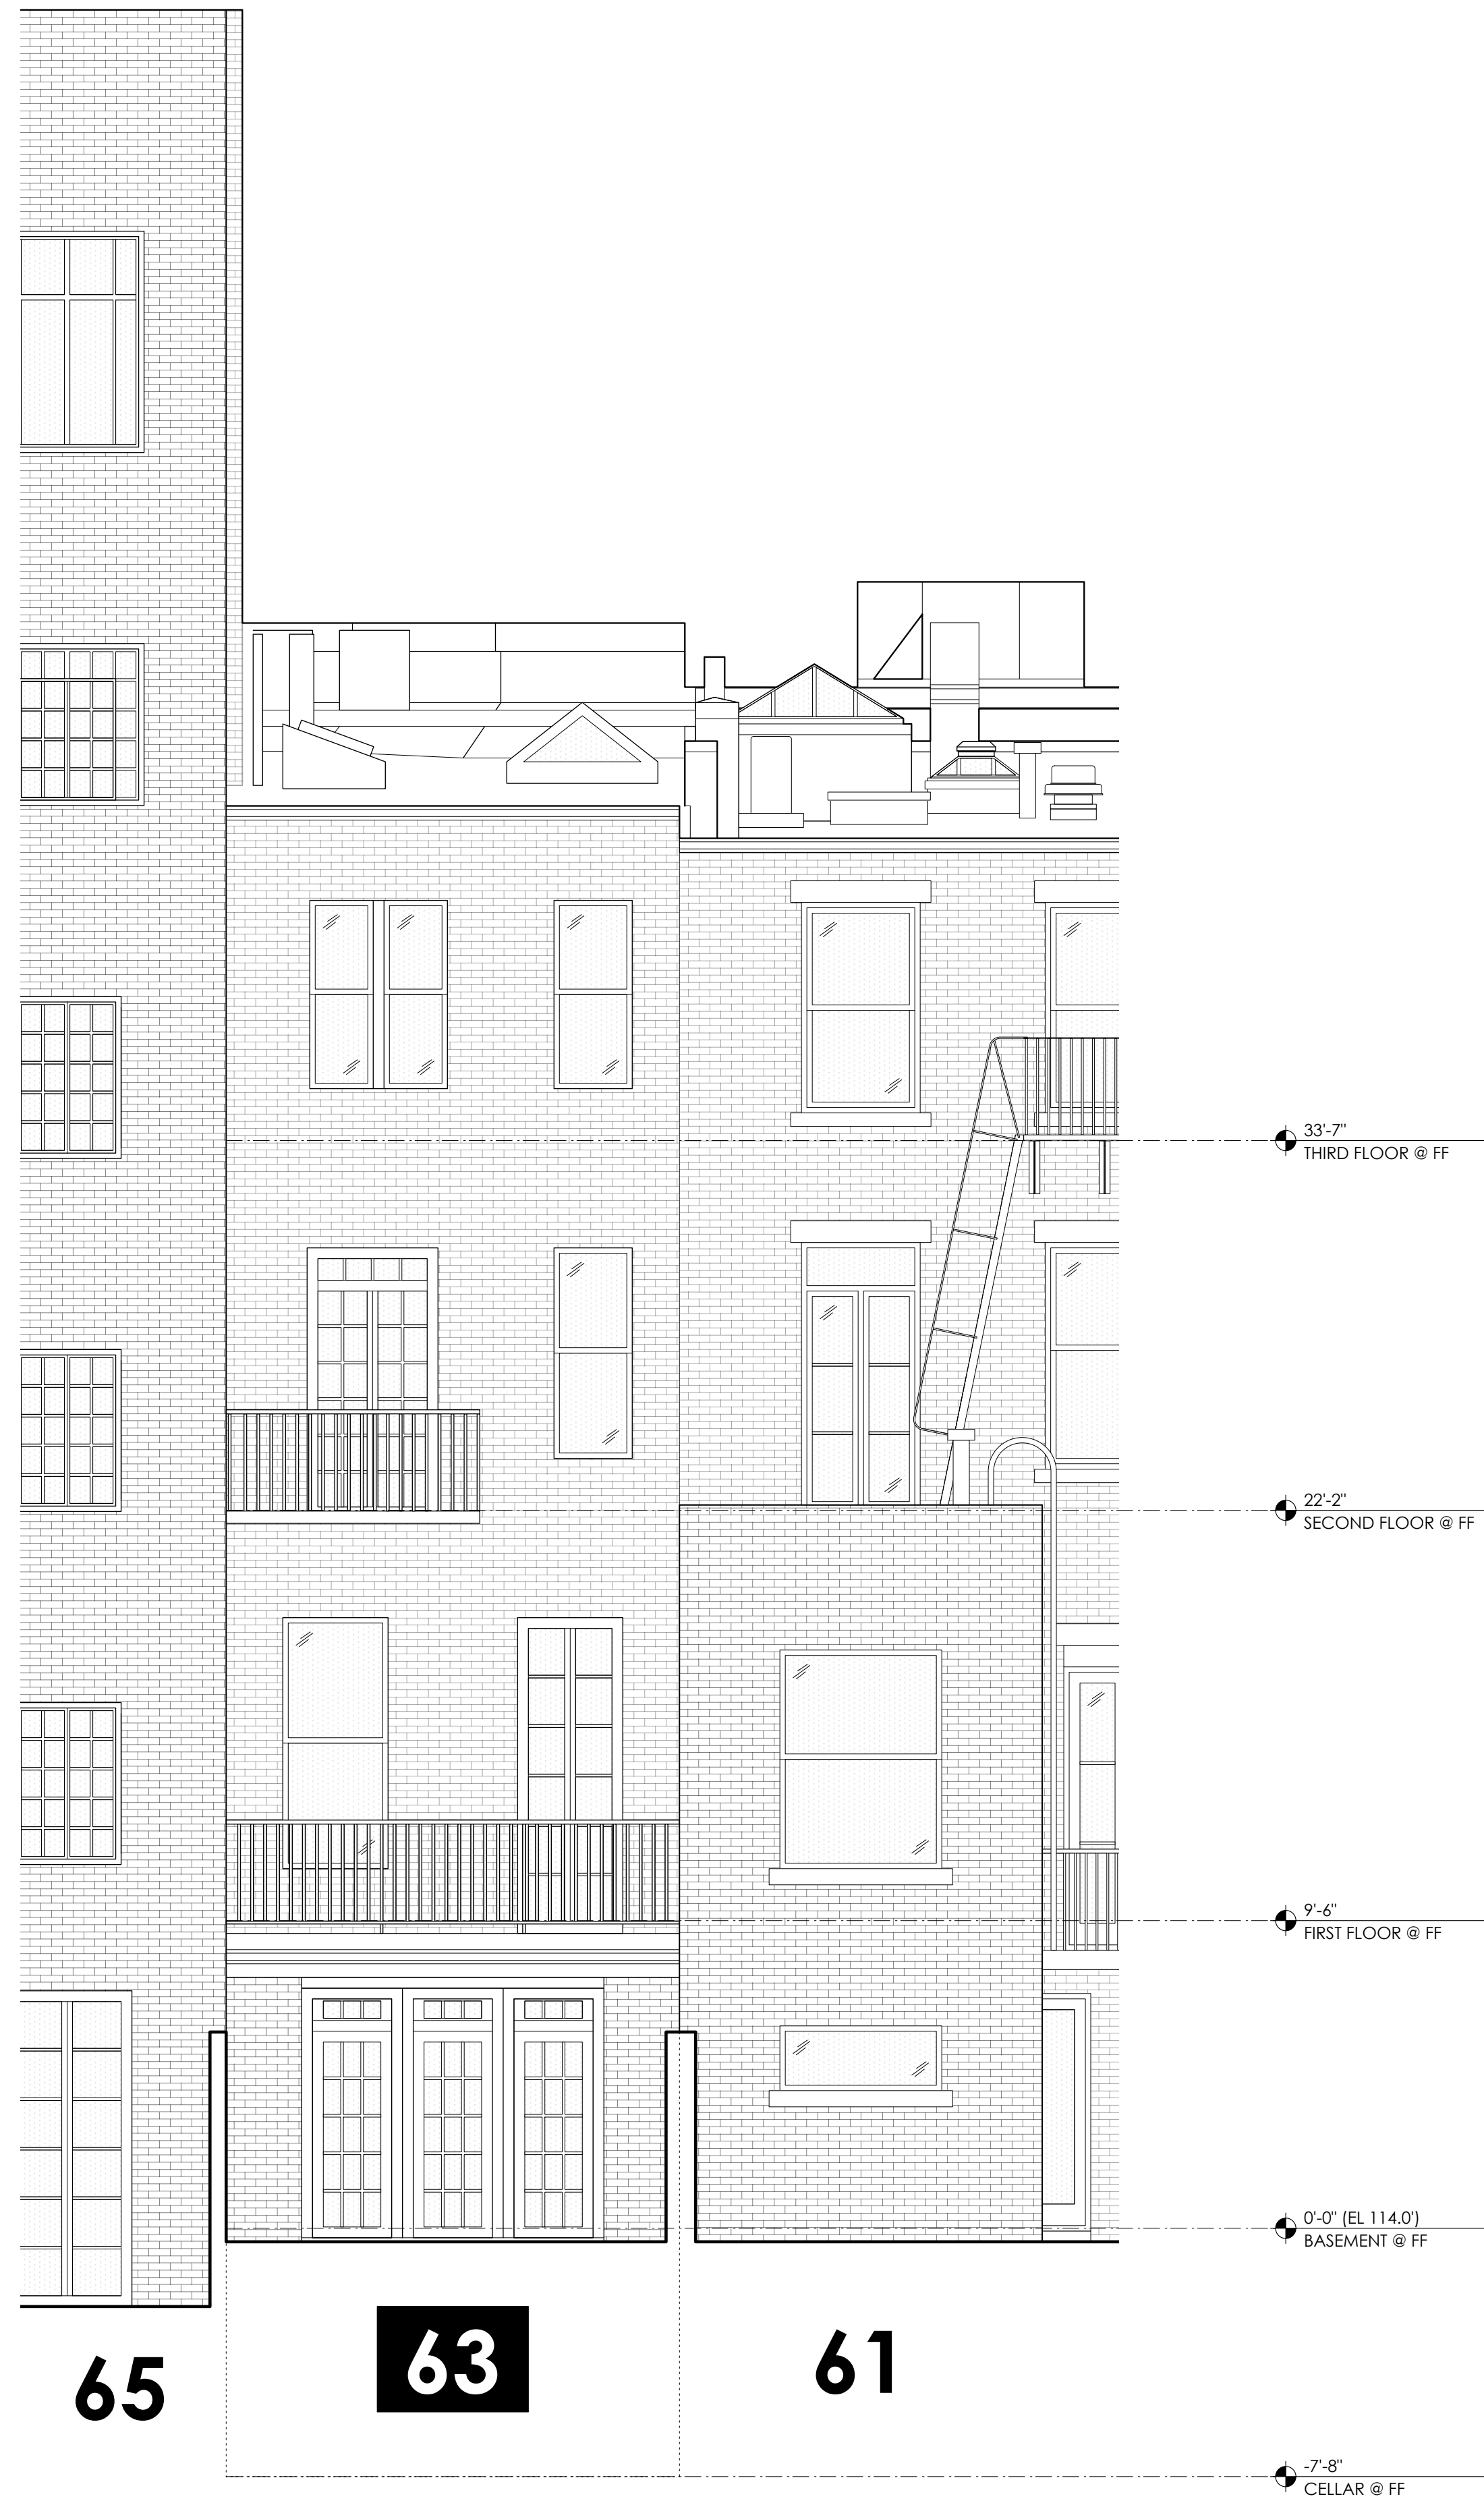 33'-7"
THIRD FLOOR @ FF
22'-2"
SECOND FLOOR @ FF
9'-6"
FIRST FLOOR @ FF
0'-0" (EL 114.0')
BASEMENT @ FF
65
63
61
-7'-8"
CELLAR @ FF